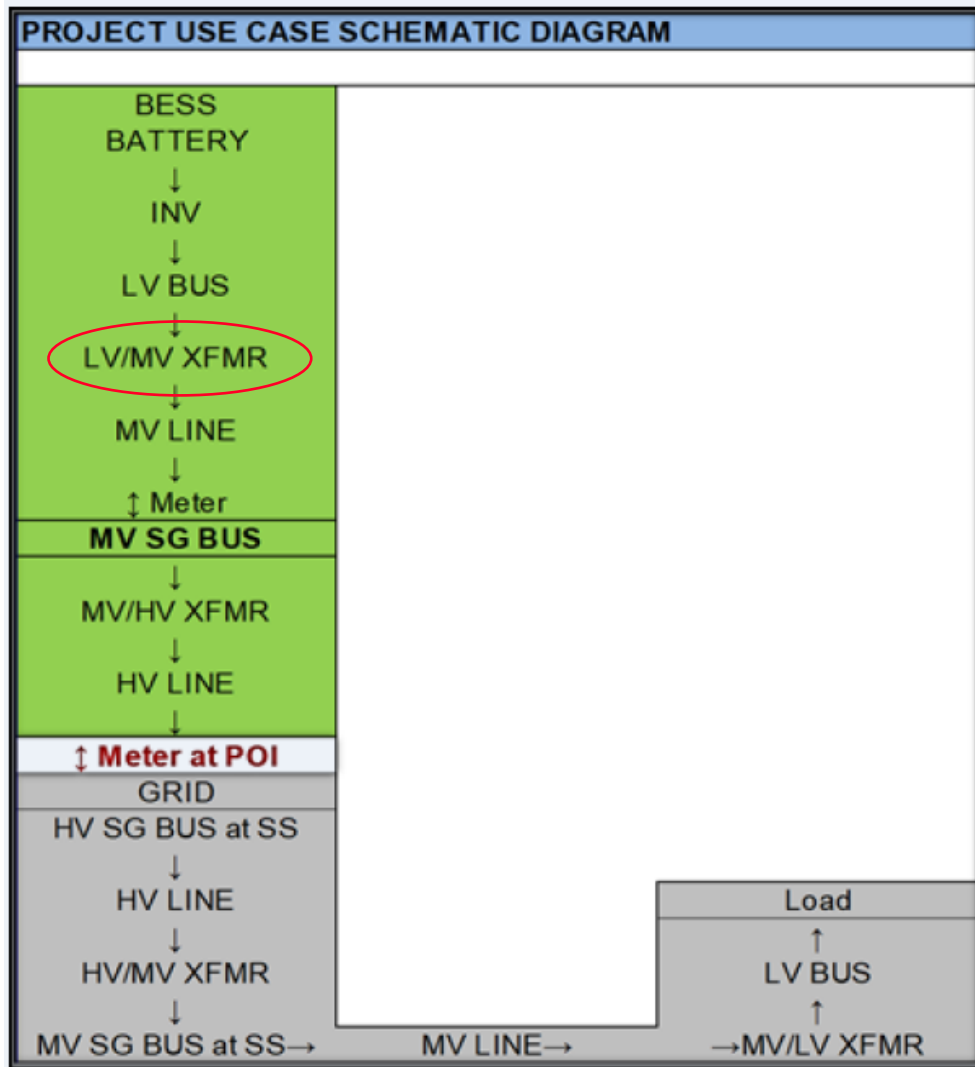 PROJECT USE CASE SCHEMATIC DIAGRAM
BESS
BATTERY
↓
INV
↓
LV BUS
↓
LV/MV XFMR
↓
MV LINE
↓
↕ Meter
MV SG BUS
↓
MV/HV XFMR
↓
HV LINE
↓
↕ Meter at POI
GRID
HV SG BUS at SS
↓
HV LINE
↓
HV/MV XFMR
↓
MV SG BUS at SS→ MV LINE→ →MV/LV XFMR
↑
LV BUS
↑
Load